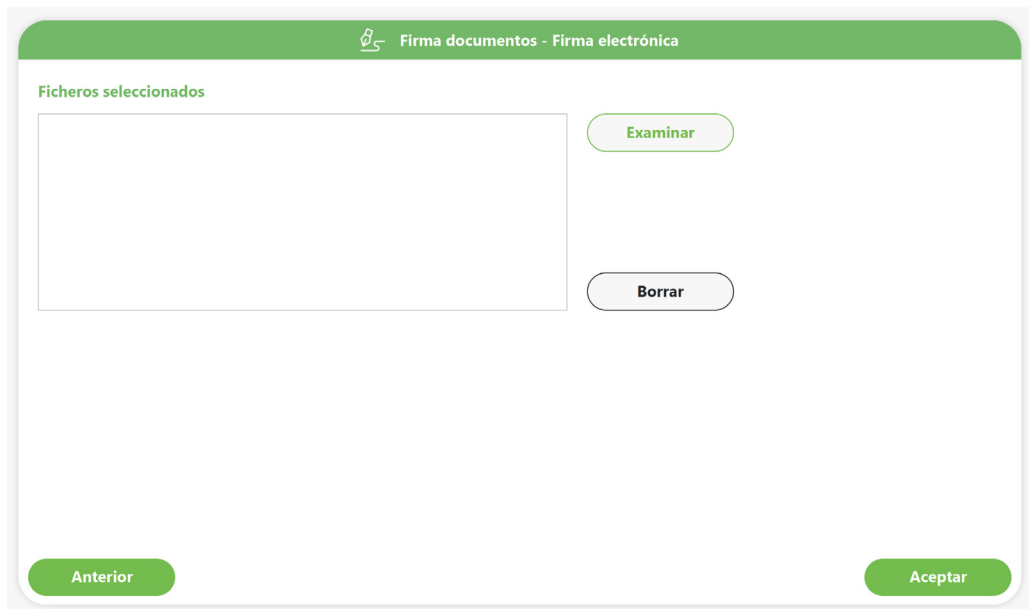 Firma documentos - Firma electrónica
Ficheros seleccionados
Examinar
Borrar
Anterior
Aceptar